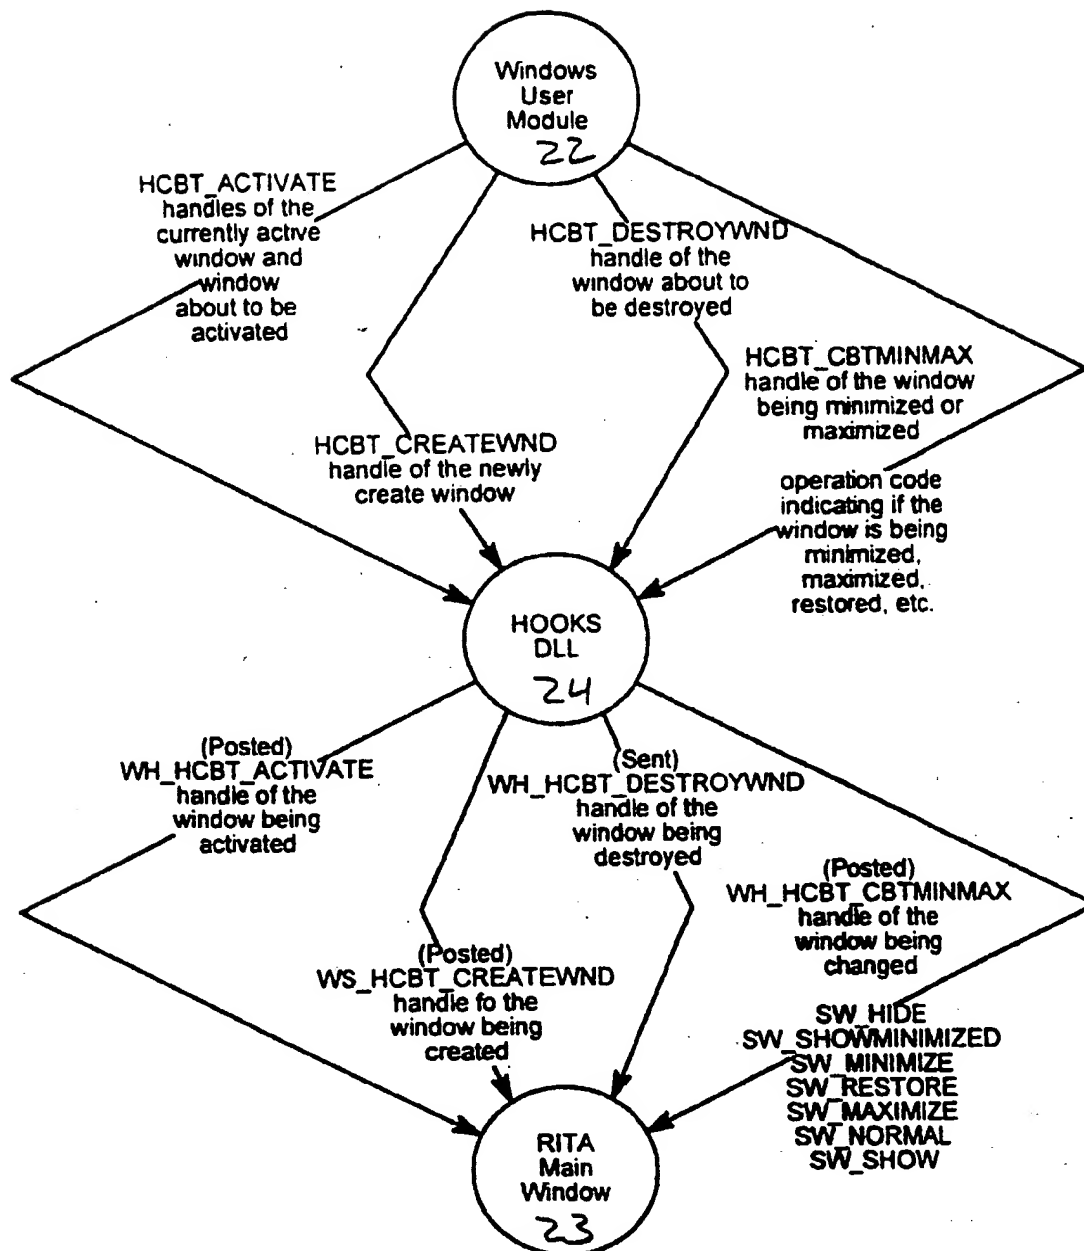 Windows
User
Module
22
HCBT_ACTIVATE
handles of the
currently active
window and
window
about to be
activated
HCBT_DESTROYWND
handle of the
window about to
be destroyed
HCBT_CBTMINMAX
handle of the window
being minimized or
maximized
HCBT_CREATEWND
handle of the newly
create window
operation code
indicating if the
window is being
minimized,
maximized,
restored, etc.
HOOKS
DLL
24
(Posted)
WH_HCBT_ACTIVATE
handle of the
window being
activated
(Sent)
WH_HCBT_DESTROYWND
handle of the
window being
destroyed
(Posted)
WH_HCBT_CBTMINMAX
handle of the
window being
changed
(Posted)
WS_HCBT_CREATEWND
handle fo the
window being
created
SW_HIDE
SW_SHOWMINIMIZED
SW_MINIMIZE
SW_RESTORE
SW_MAXIMIZE
SW_NORMAL
SW_SHOW
RITA
Main
Window
23